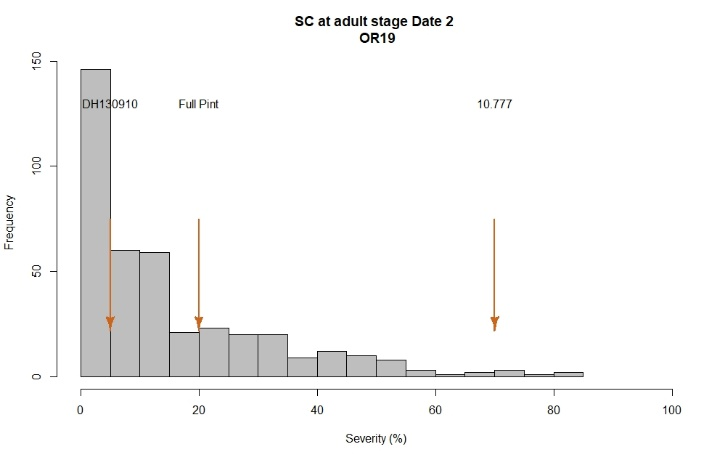 SC at adult stage Date 2
OR19
150
DH130910 Full Pint 10.777
100
Frequency
50
0
0 20 40 60 80 100
Severity (%)